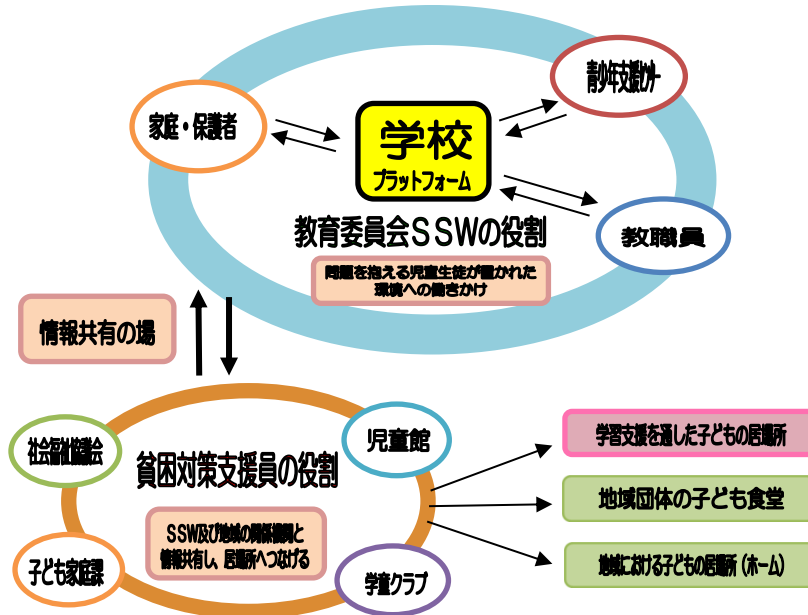 青少年支援センター
家庭・保護者
学校
プラットフォーム
教育委員会ＳＳＷの役割
教職員
問題を抱える児童生徒が置かれた
環境への働きかけ
情報共有の場
社会福祉協議会
児童館
貧困対策支援員の役割
ＳＳＷ及び地域の関係機関と
情報共有し、居場所へつなげる
子ども家庭課
学童クラブ
学習支援を通した子どもの居場所
地域団体の子ども食堂
地域における子どもの居場所（ホーム）